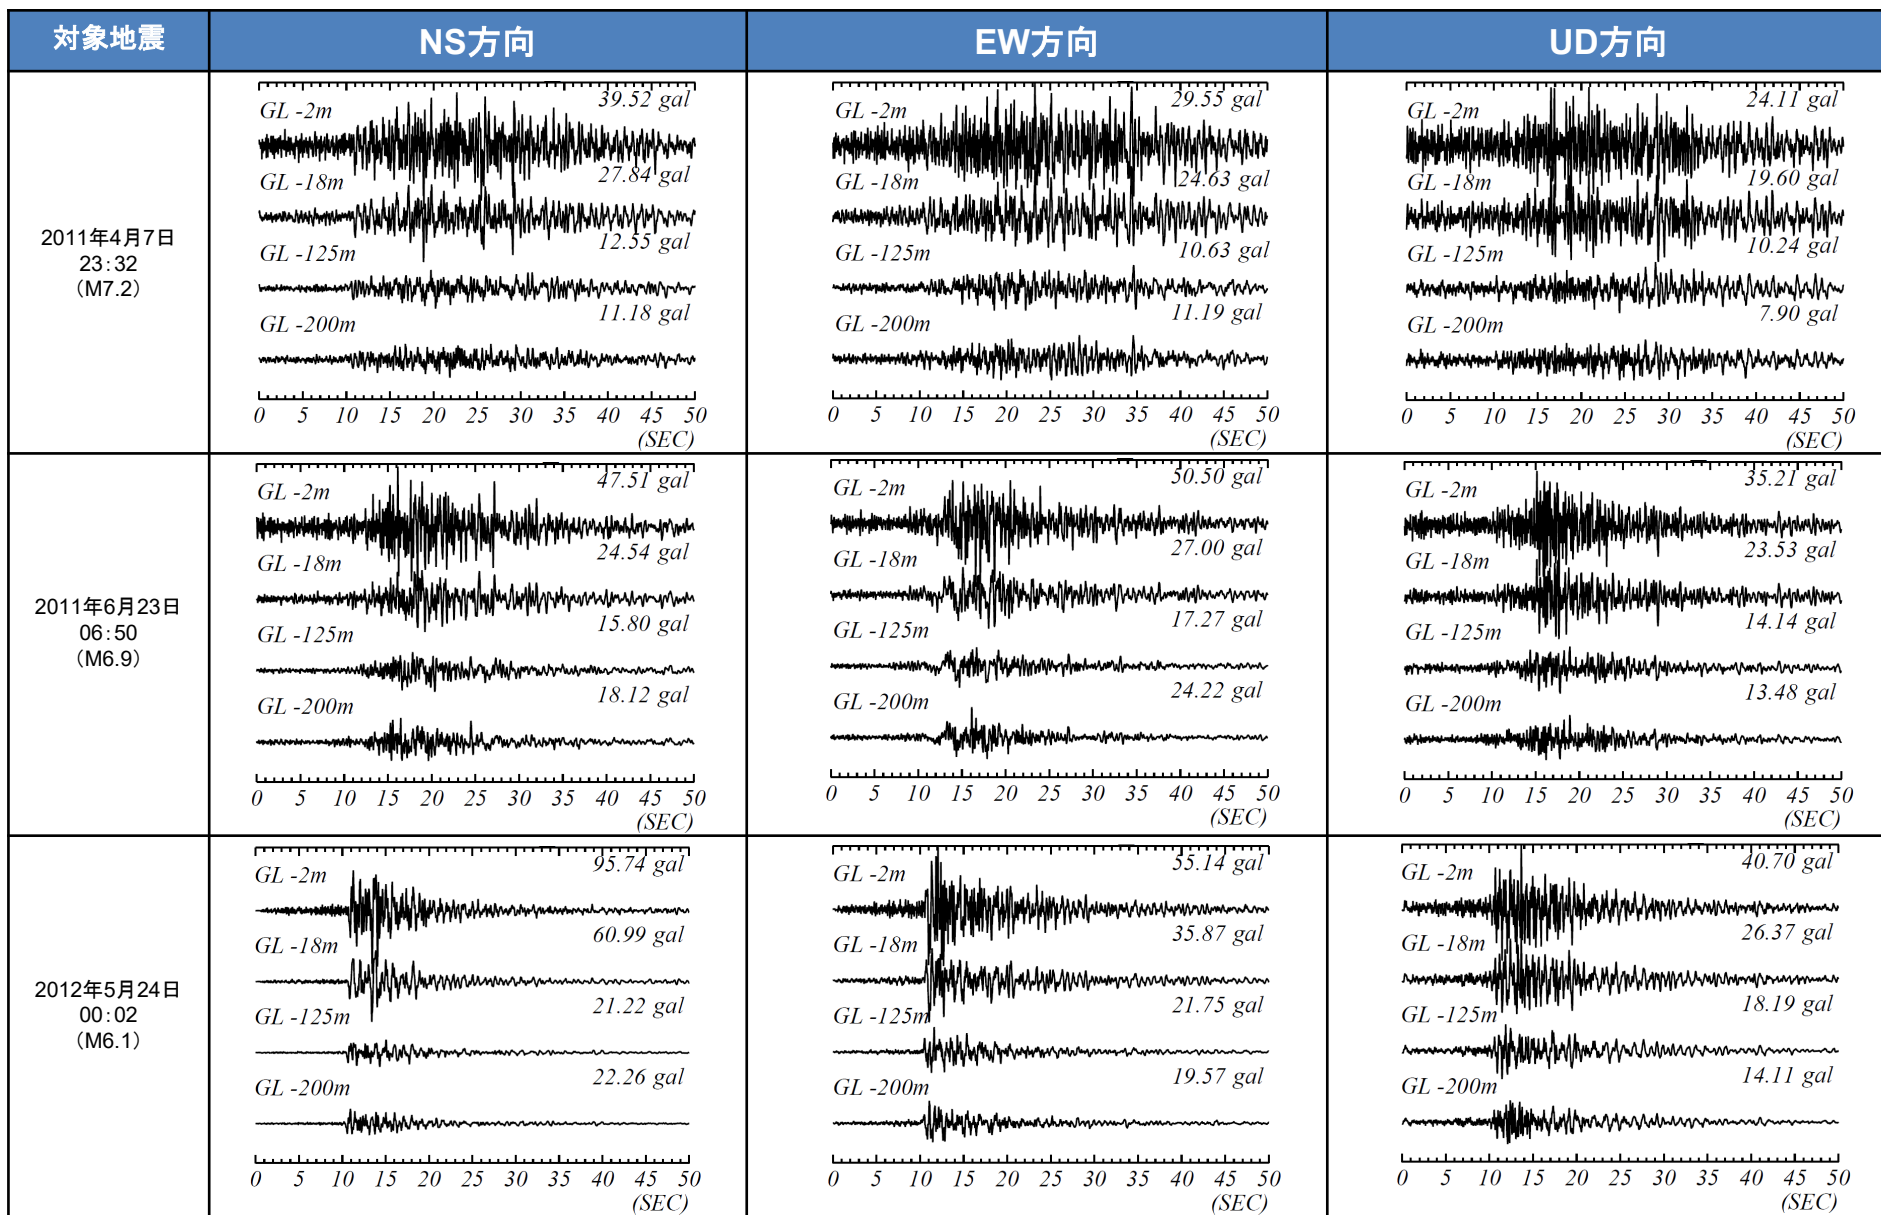 対象地震
NS方向
EW方向
UD方向
2011年4月7日
23:32
（M7.2）
GL -2m
39.52 gal
GL -18m
27.84 gal
GL -125m
12.55 gal
GL -200m
11.18 gal
0 5 10 15 20 25 30 35 40 45 50
(SEC)
GL -2m
29.55 gal
GL -18m
24.63 gal
GL -125m
10.63 gal
GL -200m
11.19 gal
0 5 10 15 20 25 30 35 40 45 50
(SEC)
GL -2m
24.11 gal
GL -18m
19.60 gal
GL -125m
10.24 gal
GL -200m
7.90 gal
0 5 10 15 20 25 30 35 40 45 50
(SEC)
2011年6月23日
06:50
（M6.9）
GL -2m
47.51 gal
GL -18m
24.54 gal
GL -125m
15.80 gal
GL -200m
18.12 gal
0 5 10 15 20 25 30 35 40 45 50
(SEC)
GL -2m
50.50 gal
GL -18m
27.00 gal
GL -125m
17.27 gal
GL -200m
24.22 gal
0 5 10 15 20 25 30 35 40 45 50
(SEC)
GL -2m
35.21 gal
GL -18m
23.53 gal
GL -125m
14.14 gal
GL -200m
13.48 gal
0 5 10 15 20 25 30 35 40 45 50
(SEC)
2012年5月24日
00:02
（M6.1）
GL -2m
95.74 gal
GL -18m
60.99 gal
GL -125m
21.22 gal
GL -200m
22.26 gal
0 5 10 15 20 25 30 35 40 45 50
(SEC)
GL -2m
55.14 gal
GL -18m
35.87 gal
GL -125m
21.75 gal
GL -200m
19.57 gal
0 5 10 15 20 25 30 35 40 45 50
(SEC)
GL -2m
40.70 gal
GL -18m
26.37 gal
GL -125m
18.19 gal
GL -200m
14.11 gal
0 5 10 15 20 25 30 35 40 45 50
(SEC)